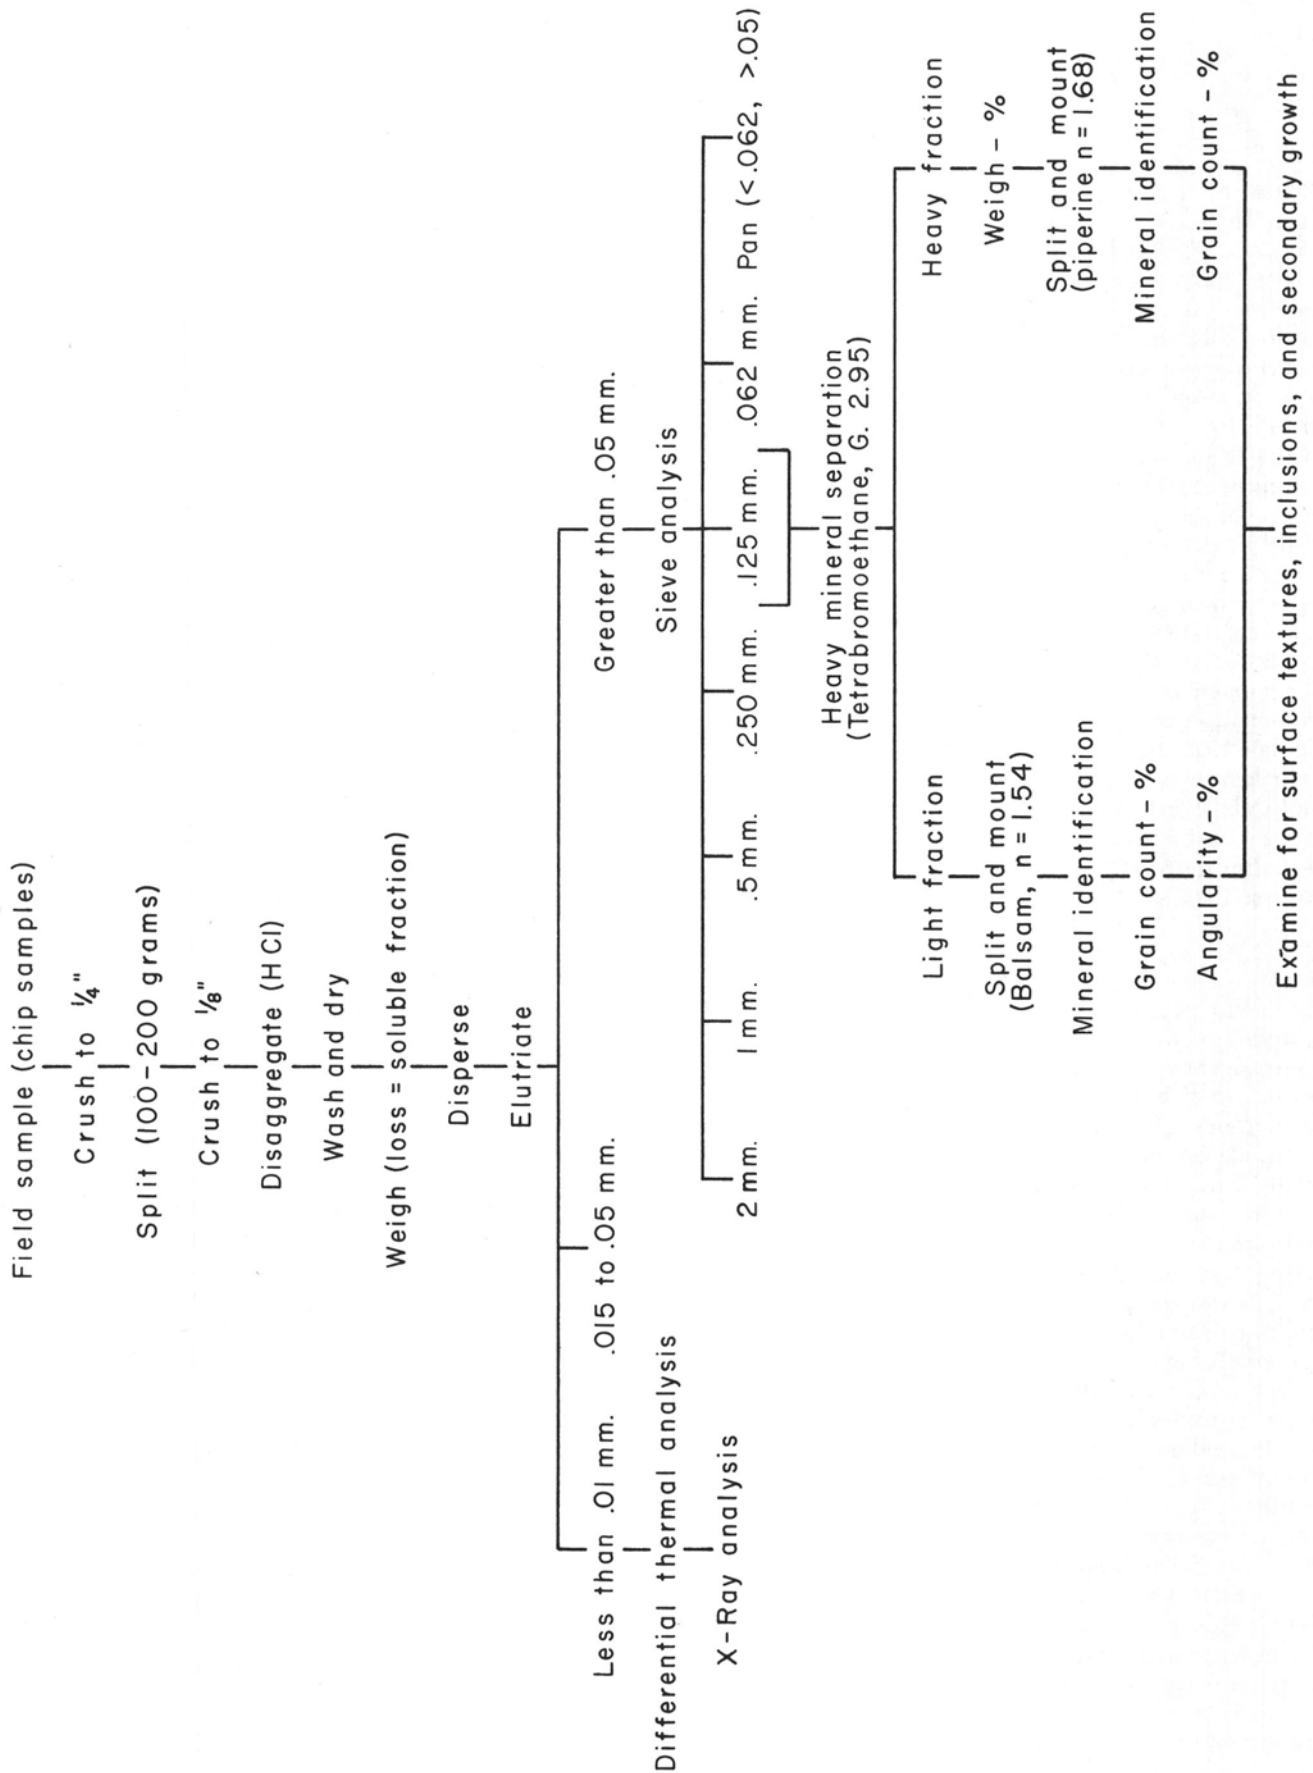 Field sample (chip samples)
Crush to 1/4"
Split (100-200 grams)
Crush to 1/8"
Disaggregate (HCl)
Wash and dry
Weigh (loss = soluble fraction)
Disperse
Elutriate
Less than .01 mm.
.015 to .05 mm.
Greater than .05 mm.
Differential thermal analysis
X-Ray analysis
Sieve analysis
2 mm.
1 mm.
.5 mm.
.250 mm.
.125 mm.
.062 mm.
Pan (<.062, >.05)
Heavy mineral separation
(Tetrabromoethane, G. 2.95)
Light fraction
Split and mount
(Balsam, n = 1.54)
Mineral identification
Grain count - %
Angularity - %
Heavy fraction
Weigh - %
Split and mount
(piperine n = 1.68)
Mineral identification
Grain count - %
Examine for surface textures, inclusions, and secondary growth